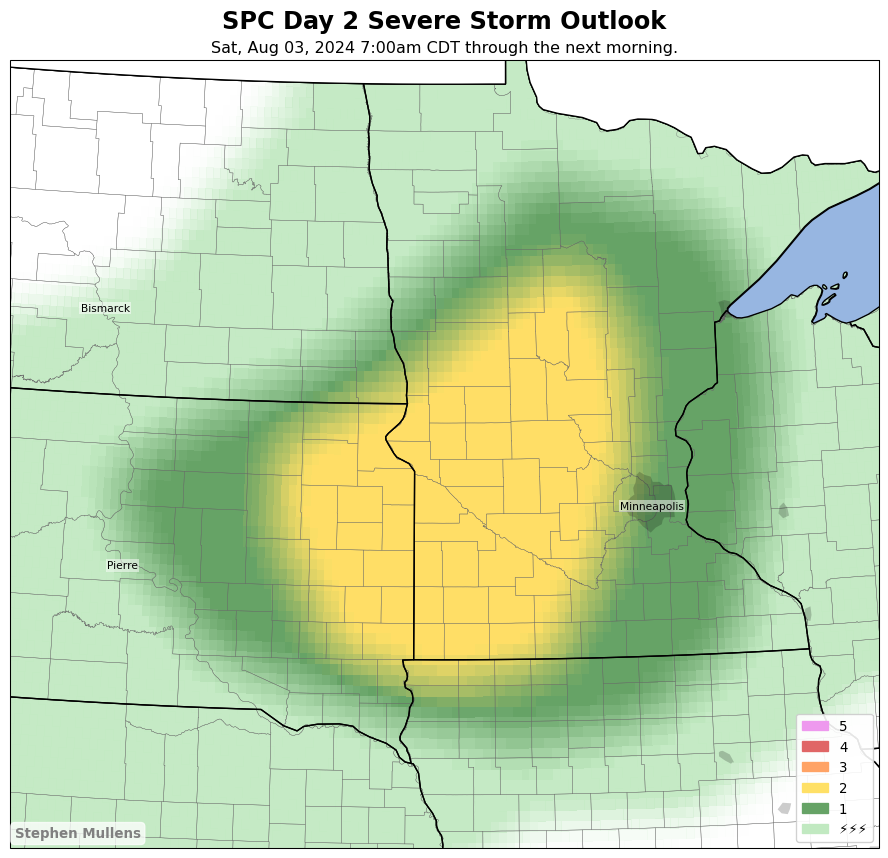 SPC Day 2 Severe Storm Outlook
Sat, Aug 03, 2024 7:00am CDT through the next morning.
Bismarck
Minneapolis
Pierre
5
4
3
2
1
⚡⚡⚡
Stephen Mullens